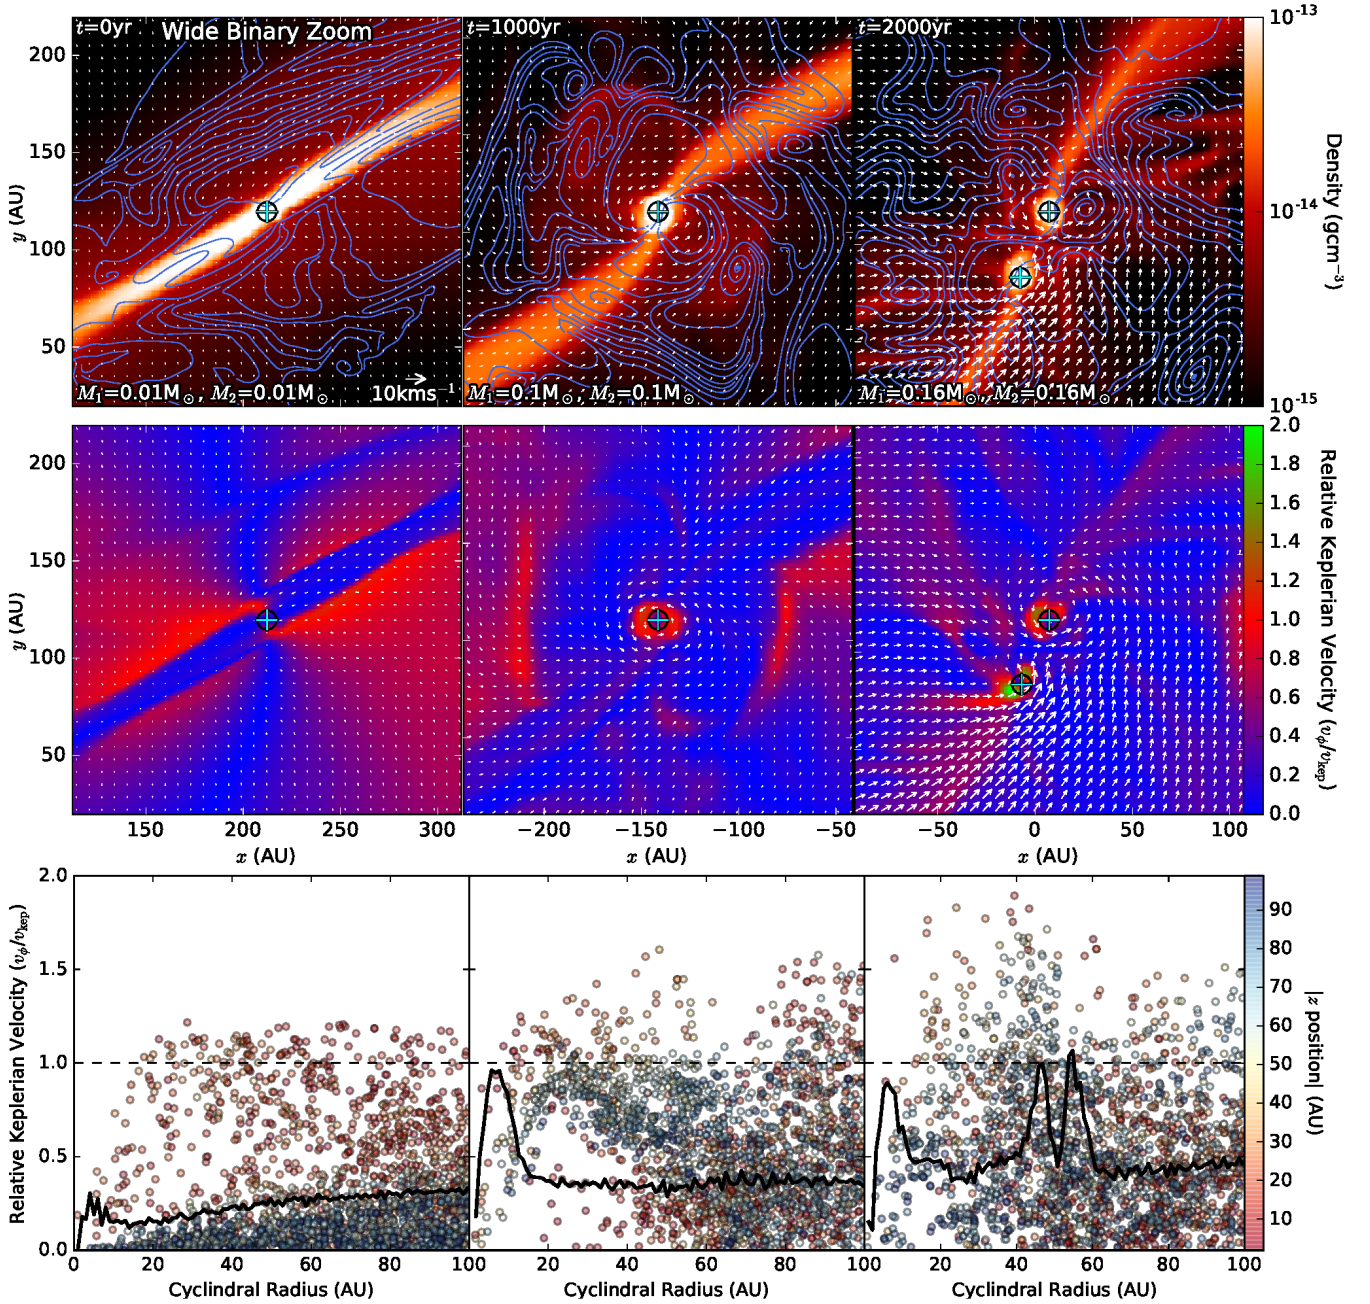 t=0yr Wide Binary Zoom
t=1000yr
t=2000yr
M₁=0.01M⊙, M₂=0.01M⊙
10kms⁻¹
M₁=0.1M⊙, M₂=0.1M⊙
M₁=0.16M⊙, M₂=0.16M⊙
200
150
100
50
y (AU)
10⁻¹³
10⁻¹⁴
10⁻¹⁵
Density (gcm⁻³)
200
150
100
50
y (AU)
150 200 250 300
x (AU)
−200 −150 −100 −50
x (AU)
−50 0 50 100
x (AU)
2.0
1.8
1.6
1.4
1.2
1.0
0.8
0.6
0.4
0.2
0.0
Relative Keplerian Velocity (vϕ/vkep)
2.0
1.5
1.0
0.5
0.0
Relative Keplerian Velocity (vϕ/vkep)
0 20 40 60 80 100
Cyclindral Radius (AU)
20 40 60 80 100
Cyclindral Radius (AU)
20 40 60 80 100
Cyclindral Radius (AU)
90
80
70
60
50
40
30
20
10
|z position| (AU)